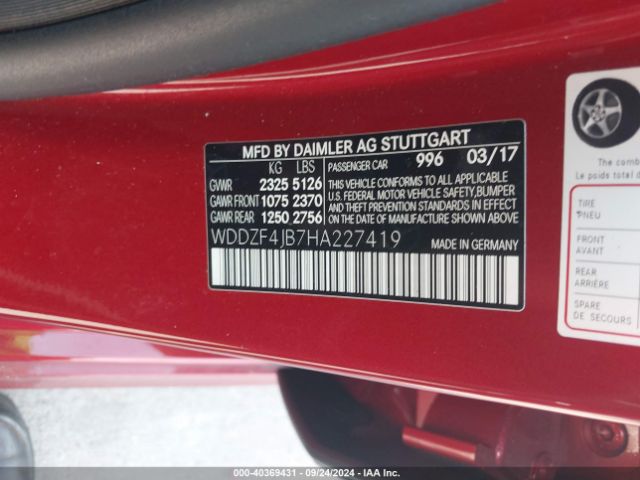 MFD BY DAIMLER AG STUTTGART
KG LBS
PASSENGER CAR 996 03/17
GVWR 2325 5126
GAWR FRONT 1075 2370
GAWR REAR 1250 2756
THIS VEHICLE CONFORMS TO ALL APPLICABLE
U.S. FEDERAL MOTOR VEHICLE SAFETY, BUMPER
AND THEFT PREVENTION STANDARDS IN EFFECT
ON THE DATE OF MANUFACTURE SHOWN ABOVE.
WDDZF4JB7HA227419 MADE IN GERMANY
The comb
Le poids total d
TIRE
PNEU
FRONT
AVANT
REAR
ARRIÈRE
SPARE
DE SECOURS
000-40369431 - 09/24/2024 - IAA Inc.